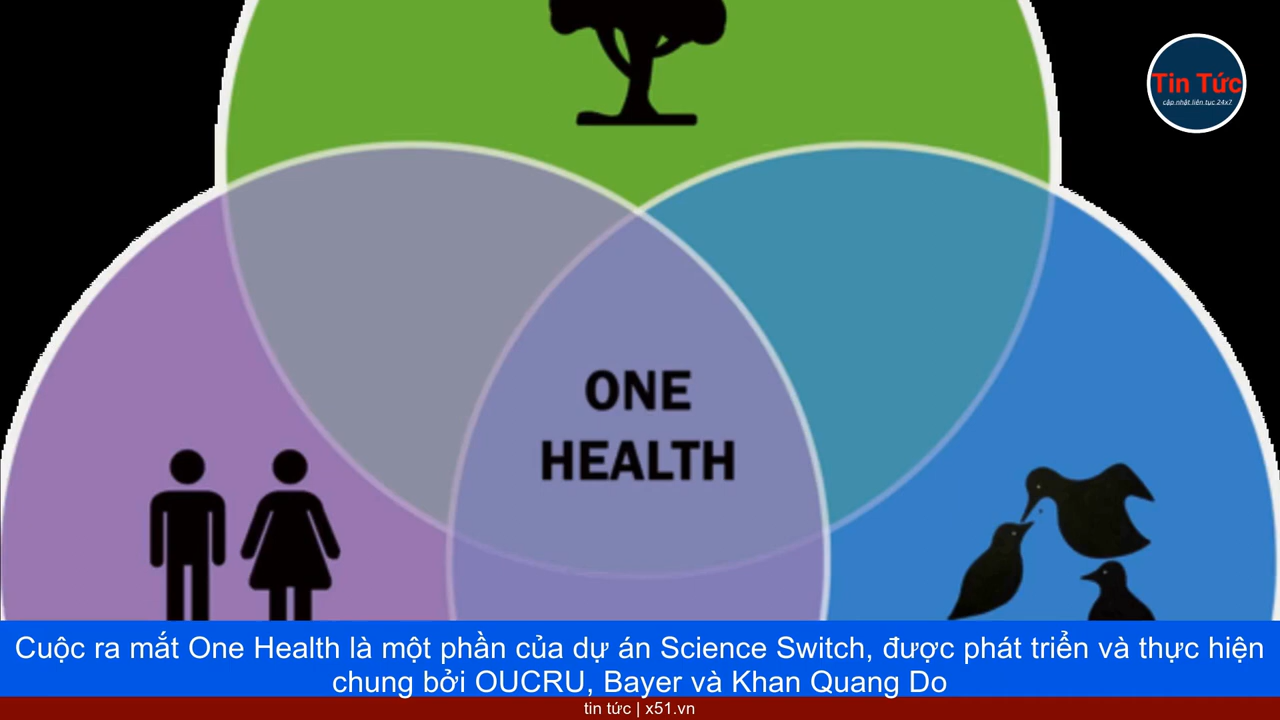 Tin Tức
cập nhật liên tục 24x7
ONE
HEALTH
Cuộc ra mắt One Health là một phần của dự án Science Switch, được phát triển và thực hiện
chung bởi OUCRU, Bayer và Khan Quang Do
tin tức | x51.vn